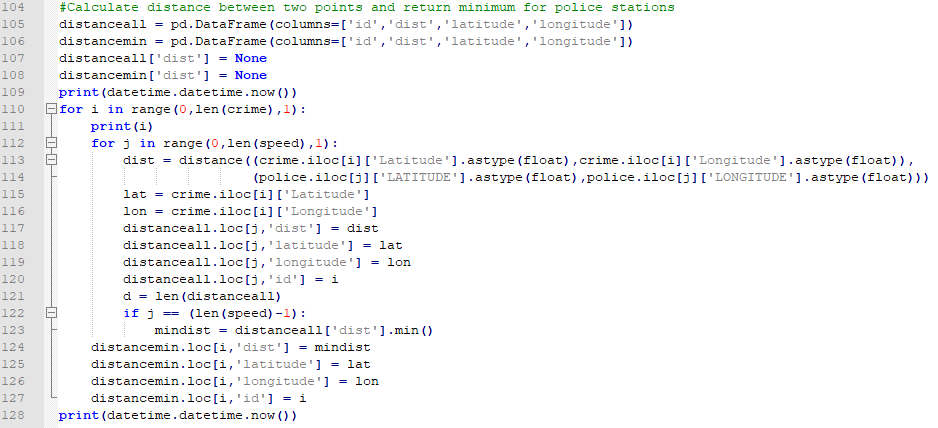 104 #Calculate distance between two points and return minimum for police stations
105 distanceall = pd.DataFrame(columns=['id','dist','latitude','longitude'])
106 distancemin = pd.DataFrame(columns=['id','dist','latitude','longitude'])
107 distanceall['dist'] = None
108 distancemin['dist'] = None
109 print(datetime.datetime.now())
110 for i in range(0,len(crime),1):
111     print(i)
112     for j in range(0,len(speed),1):
113         dist = distance((crime.iloc[i]['Latitude'].astype(float),crime.iloc[i]['Longitude'].astype(float)),
114                         (police.iloc[j]['LATITUDE'].astype(float),police.iloc[j]['LONGITUDE'].astype(float)))
115         lat = crime.iloc[i]['Latitude']
116         lon = crime.iloc[i]['Longitude']
117         distanceall.loc[j,'dist'] = dist
118         distanceall.loc[j,'latitude'] = lat
119         distanceall.loc[j,'longitude'] = lon
120         distanceall.loc[j,'id'] = i
121         d = len(distanceall)
122         if j == (len(speed)-1):
123             mindist = distanceall['dist'].min()
124     distancemin.loc[i,'dist'] = mindist
125     distancemin.loc[i,'latitude'] = lat
126     distancemin.loc[i,'longitude'] = lon
127     distancemin.loc[i,'id'] = i
128 print(datetime.datetime.now())